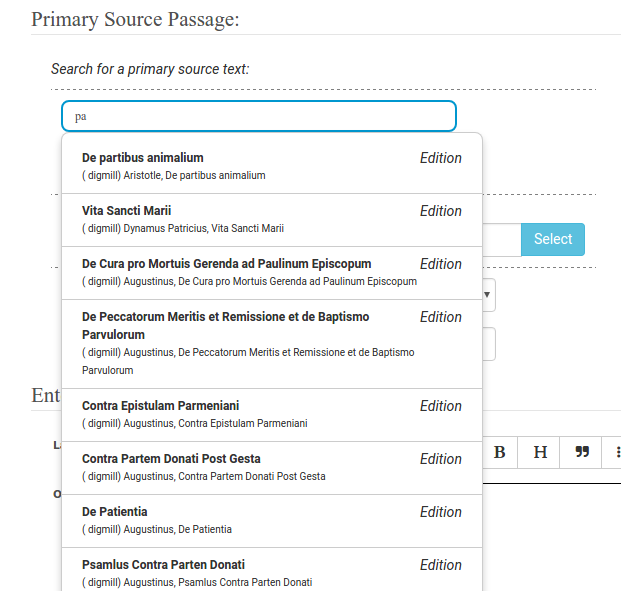 Primary Source Passage:
Search for a primary source text:
pa
De partibus animalium Edition
( digmill) Aristotle, De partibus animalium
Vita Sancti Marii Edition
( digmill) Dynamus Patricius, Vita Sancti Marii
Select
De Cura pro Mortuis Gerenda ad Paulinum Episcopum Edition
( digmill) Augustinus, De Cura pro Mortuis Gerenda ad Paulinum Episcopum
De Peccatorum Meritis et Remissione et de Baptismo Edition
Parvulorum
( digmill) Augustinus, De Peccatorum Meritis et Remissione et de Baptismo
Parvulorum
Ent
Contra Epistulam Parmeniani Edition
( digmill) Augustinus, Contra Epistulam Parmeniani
B H
Contra Partem Donati Post Gesta Edition
( digmill) Augustinus, Contra Partem Donati Post Gesta
De Patientia Edition
( digmill) Augustinus, De Patientia
Psamlus Contra Parten Donati Edition
( digmill) Augustinus, Psamlus Contra Parten Donati